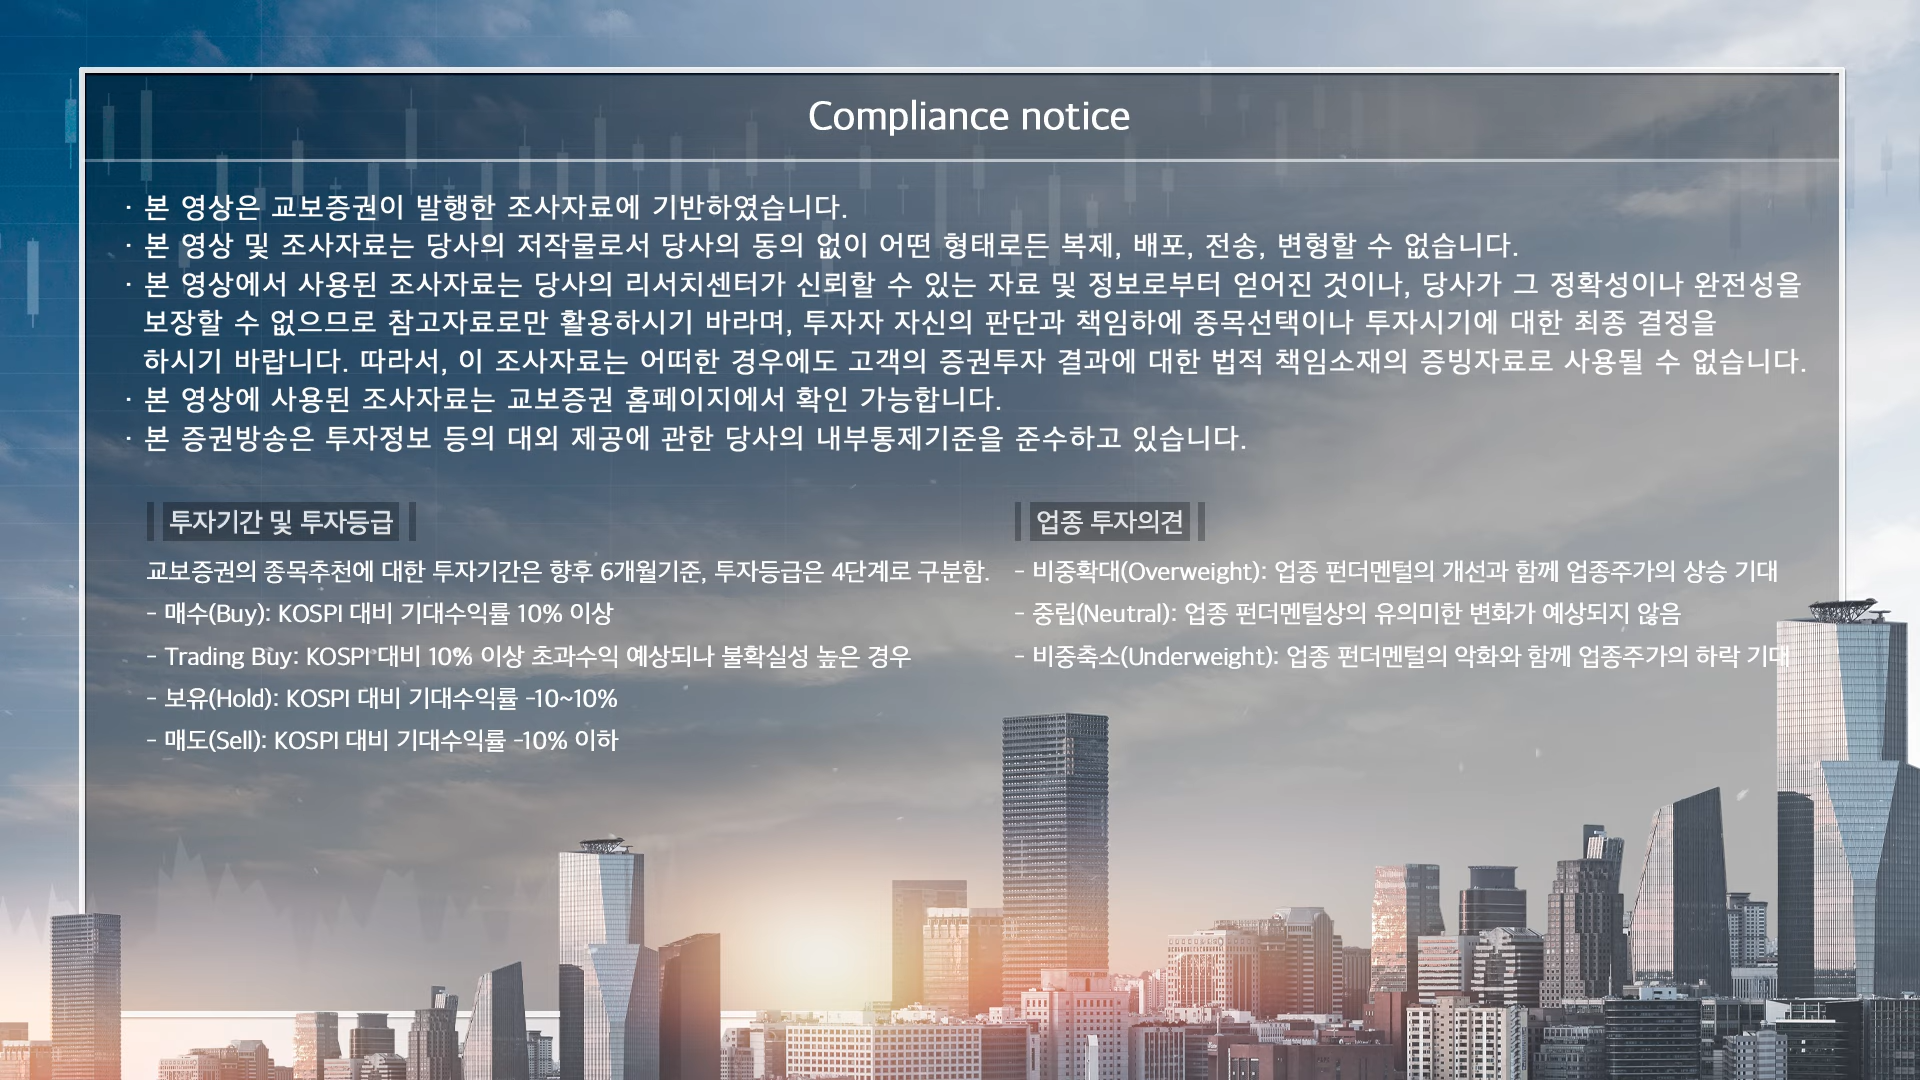 Compliance notice
· 본 영상은 교보증권이 발행한 조사자료에 기반하였습니다.
· 본 영상 및 조사자료는 당사의 저작물로서 당사의 동의 없이 어떤 형태로든 복제, 배포, 전송, 변형할 수 없습니다.
· 본 영상에서 사용된 조사자료는 당사의 리서치센터가 신뢰할 수 있는 자료 및 정보로부터 얻어진 것이나, 당사가 그 정확성이나 완전성을
보장할 수 없으므로 참고자료로만 활용하시기 바라며, 투자자 자신의 판단과 책임하에 종목선택이나 투자시기에 대한 최종 결정을
하시기 바랍니다. 따라서, 이 조사자료는 어떠한 경우에도 고객의 증권투자 결과에 대한 법적 책임소재의 증빙자료로 사용될 수 없습니다.
· 본 영상에 사용된 조사자료는 교보증권 홈페이지에서 확인 가능합니다.
· 본 증권방송은 투자정보 등의 대외 제공에 관한 당사의 내부통제기준을 준수하고 있습니다.
투자기간 및 투자등급
교보증권의 종목추천에 대한 투자기간은 향후 6개월기준, 투자등급은 4단계로 구분함.
- 매수(Buy): KOSPI 대비 기대수익률 10% 이상
- Trading Buy: KOSPI 대비 10% 이상 초과수익 예상되나 불확실성 높은 경우
- 보유(Hold): KOSPI 대비 기대수익률 -10~10%
- 매도(Sell): KOSPI 대비 기대수익률 -10% 이하
업종 투자의견
- 비중확대(Overweight): 업종 펀더멘털의 개선과 함께 업종주가의 상승 기대
- 중립(Neutral): 업종 펀더멘털상의 유의미한 변화가 예상되지 않음
- 비중축소(Underweight): 업종 펀더멘털의 악화와 함께 업종주가의 하락 기대